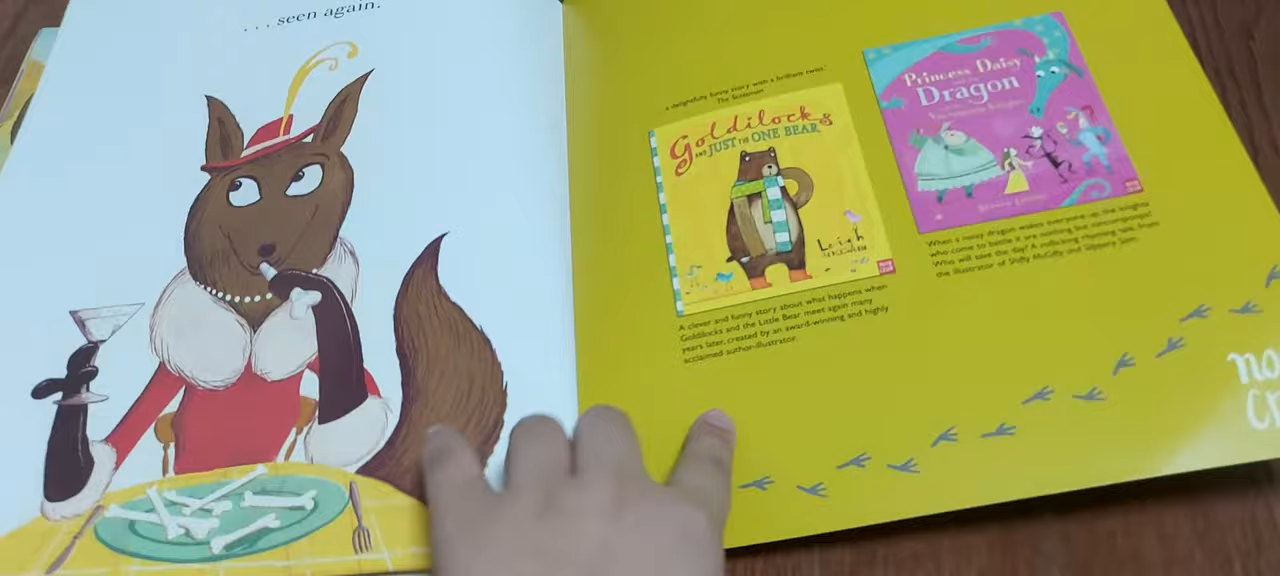 . . . seen again.
a delightfully funny story with a brilliant twist.'
The Scotsman
Goldilocks
AND JUST THE ONE BEAR
Leigh
A clever and funny story about what happens when
Goldilocks and the Little Bear meet again many
years later, created by an award-winning and highly
acclaimed author-illustrator.
Princess Daisy
Dragon
When a noisy dragon wakes everyone up, the knights
who come to battle it are nothing but nincompoops!
Who will save the day? A rollicking rhyming tale from
the illustrator of Shifty McGifty and Slippery Sam.